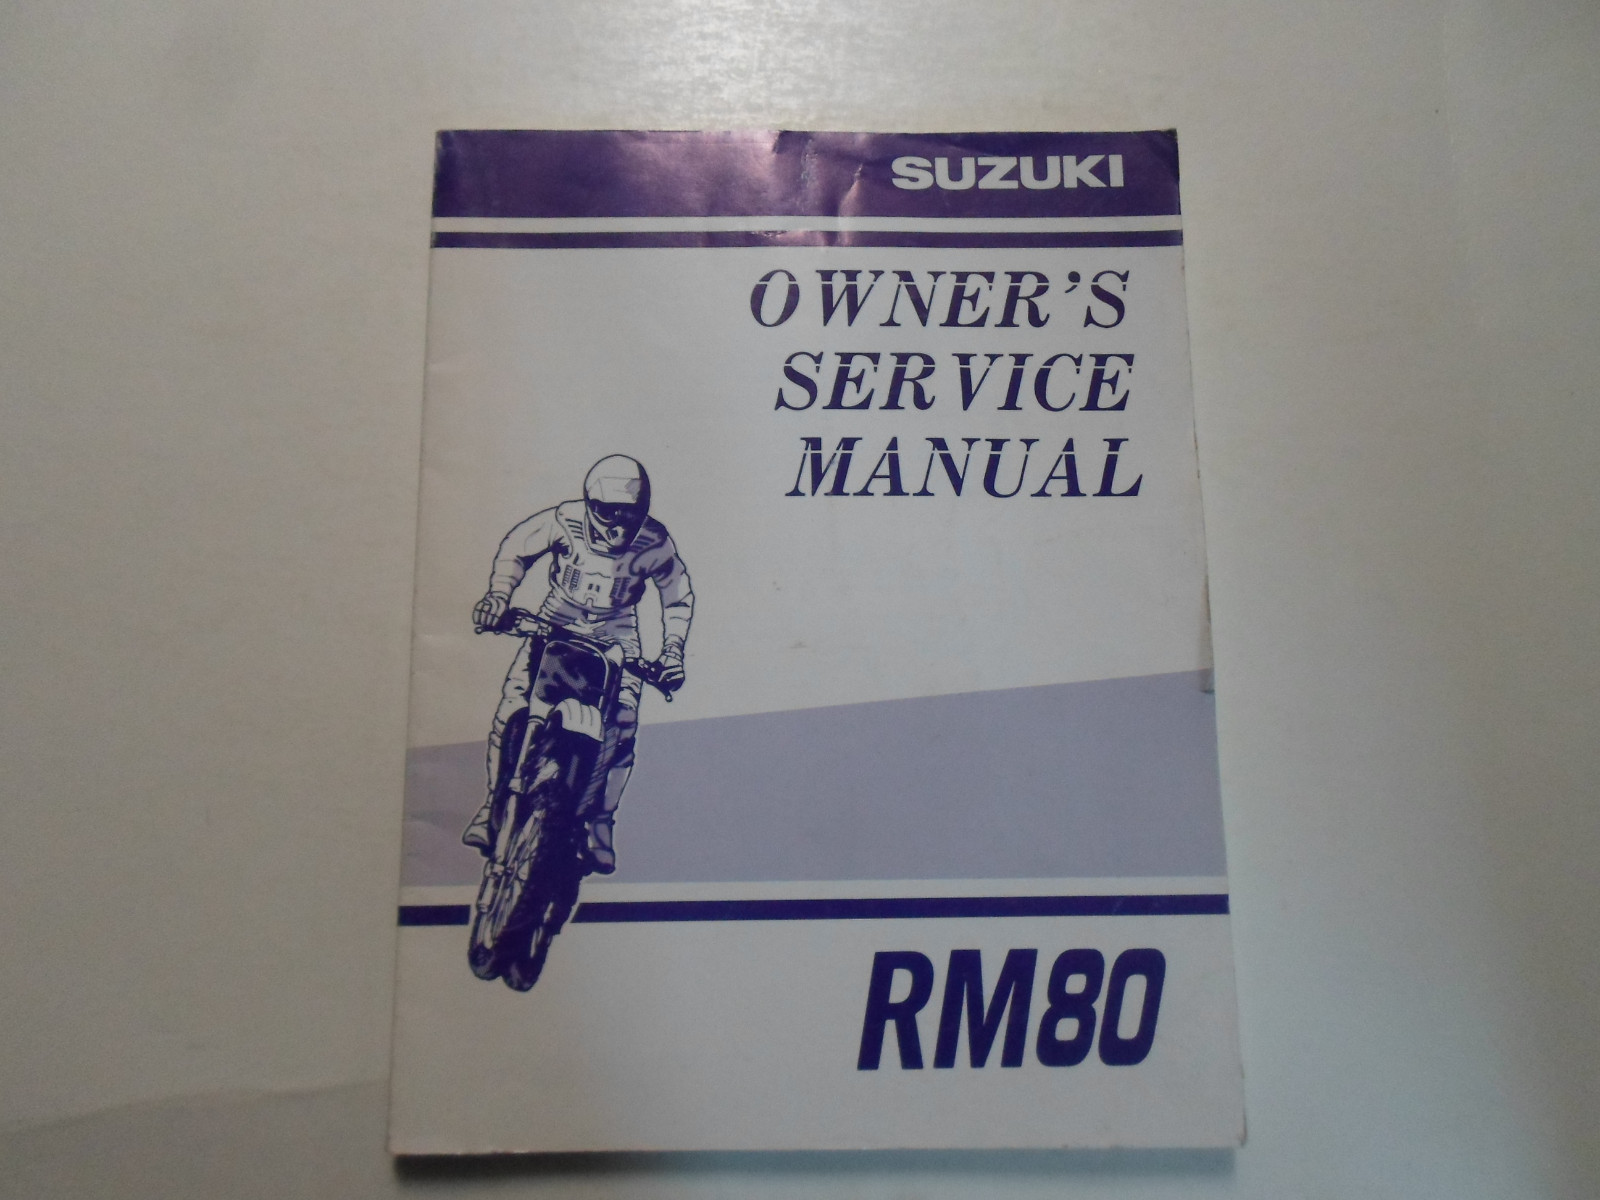 SUZUKI
OWNER'S
SERVICE
MANUAL
RM80